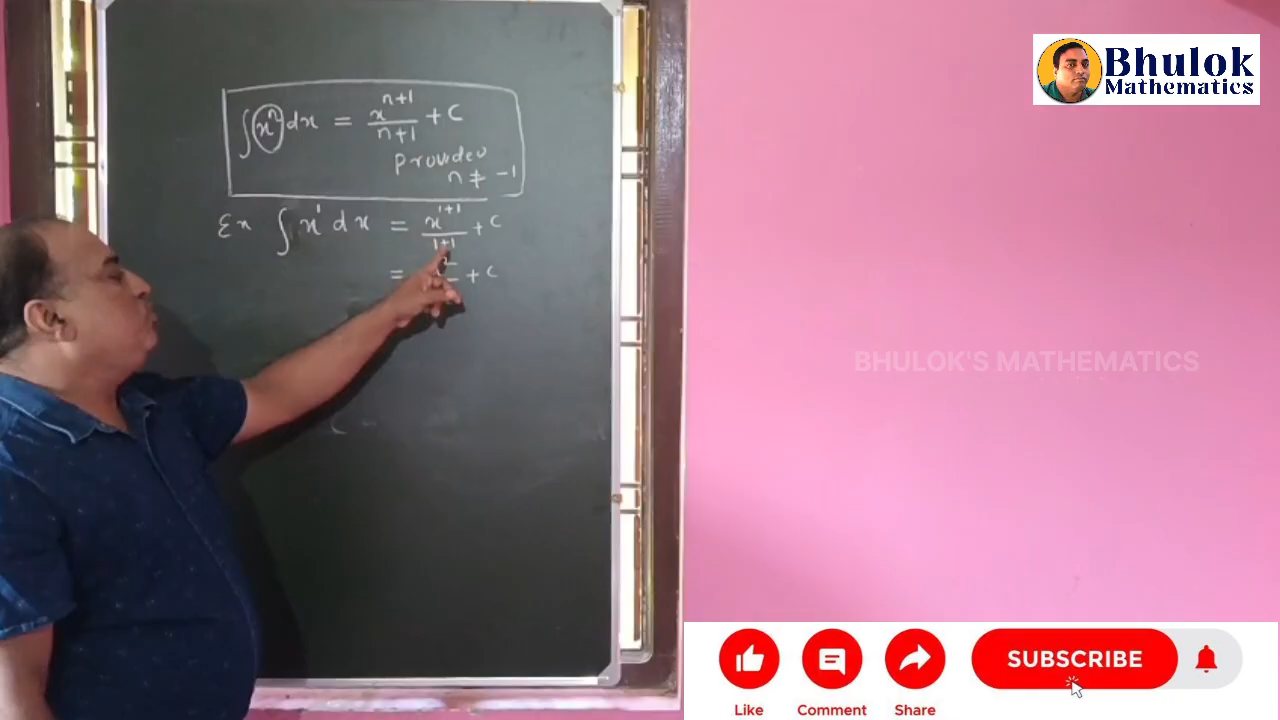 ∫xⁿ dx = xⁿ⁺¹/n+1 + C
Provided
n ≠ -1
Ex ∫ x¹ dx = x¹⁺¹/1+1 + C
= + C
Bhulok
Mathematics
BHULOK'S MATHEMATICS
Like
Comment
Share
SUBSCRIBE